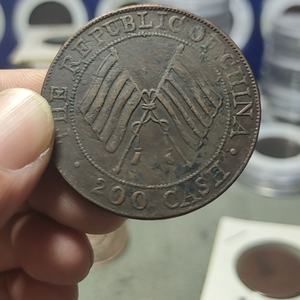 THE REPUBLIC OF CHINA
· 200 CASH ·